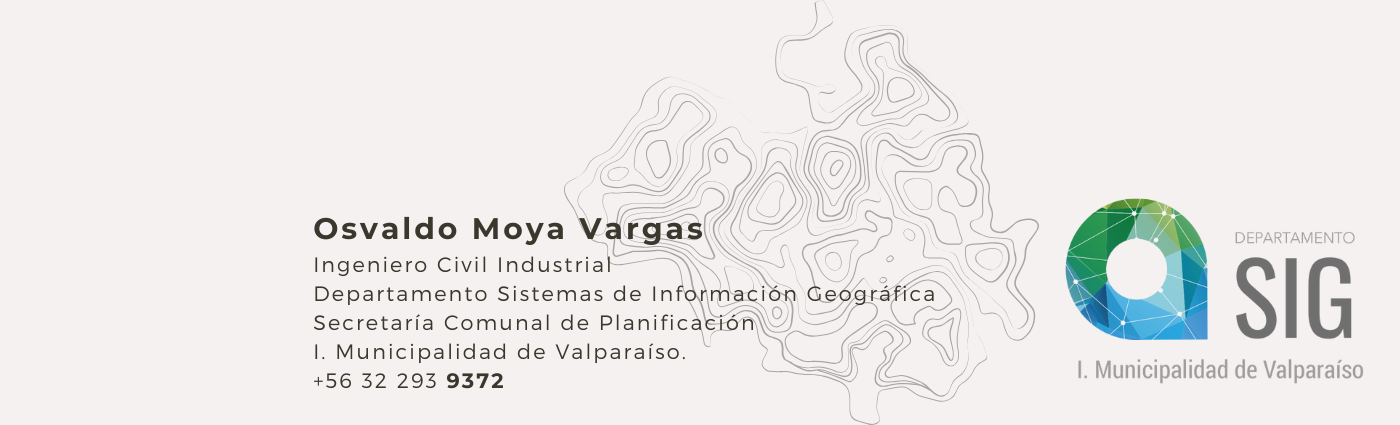 Osvaldo Moya Vargas
Ingeniero Civil Industrial
Departamento Sistemas de Información Geográfica
Secretaría Comunal de Planificación
I. Municipalidad de Valparaíso.
+56 32 293 9372
DEPARTAMENTO
SIG
I. Municipalidad de Valparaíso